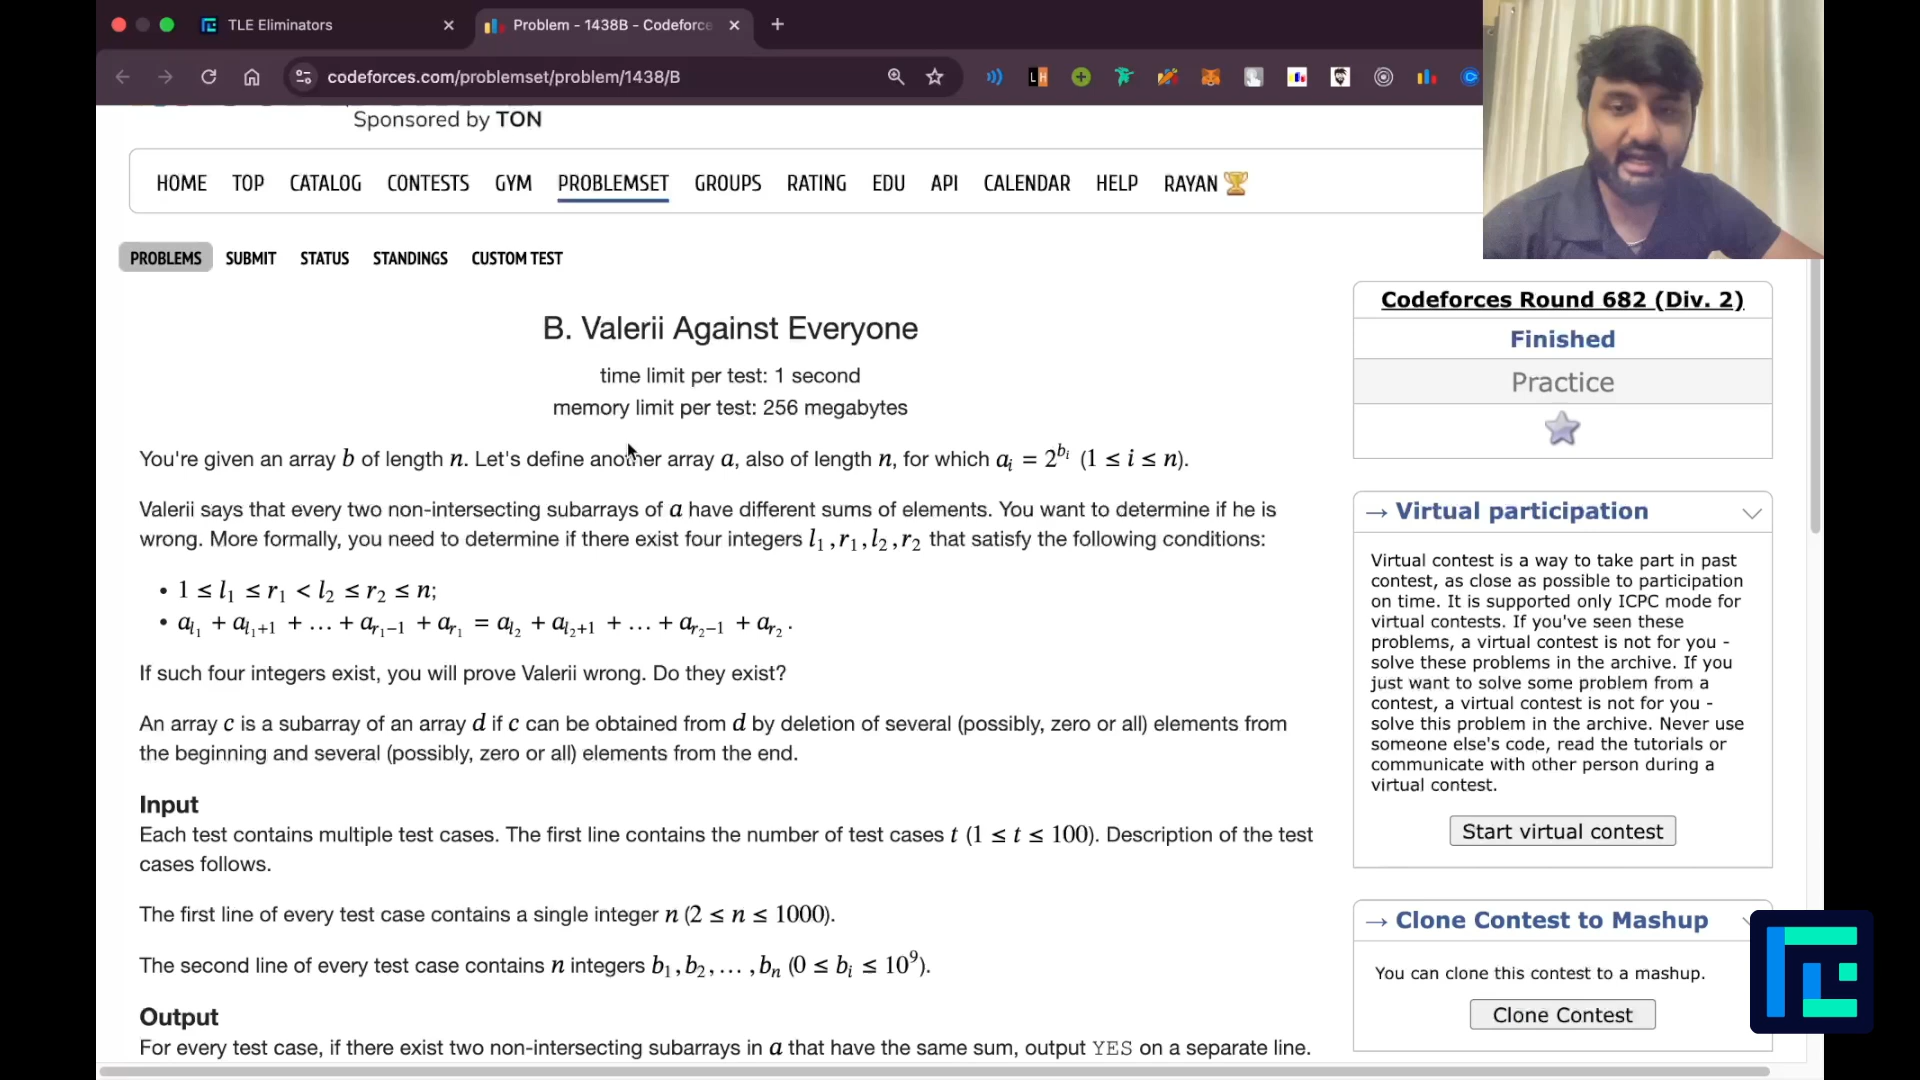 TLE Eliminators
Problem - 1438B - Codeforc
codeforces.com/problemset/problem/1438/B
Sponsored by TON
HOME TOP CATALOG CONTESTS GYM PROBLEMSET GROUPS RATING EDU API CALENDAR HELP RAYAN
PROBLEMS SUBMIT STATUS STANDINGS CUSTOM TEST
B. Valerii Against Everyone
time limit per test: 1 second
memory limit per test: 256 megabytes
You're given an array b of length n. Let's define another array a, also of length n, for which a_i = 2^{b_i} (1 ≤ i ≤ n).
Valerii says that every two non-intersecting subarrays of a have different sums of elements. You want to determine if he is
wrong. More formally, you need to determine if there exist four integers l_1, r_1, l_2, r_2 that satisfy the following conditions:
• 1 ≤ l_1 ≤ r_1 < l_2 ≤ r_2 ≤ n;
• a_{l_1} + a_{l_1+1} + … + a_{r_1−1} + a_{r_1} = a_{l_2} + a_{l_2+1} + … + a_{r_2−1} + a_{r_2}.
If such four integers exist, you will prove Valerii wrong. Do they exist?
An array c is a subarray of an array d if c can be obtained from d by deletion of several (possibly, zero or all) elements from
the beginning and several (possibly, zero or all) elements from the end.
Input
Each test contains multiple test cases. The first line contains the number of test cases t (1 ≤ t ≤ 100). Description of the test
cases follows.
The first line of every test case contains a single integer n (2 ≤ n ≤ 1000).
The second line of every test case contains n integers b_1, b_2, … , b_n (0 ≤ b_i ≤ 10^9).
Output
For every test case, if there exist two non-intersecting subarrays in a that have the same sum, output YES on a separate line.
Codeforces Round 682 (Div. 2)
Finished
Practice
→ Virtual participation
Virtual contest is a way to take part in past
contest, as close as possible to participation
on time. It is supported only ICPC mode for
virtual contests. If you've seen these
problems, a virtual contest is not for you -
solve these problems in the archive. If you
just want to solve some problem from a
contest, a virtual contest is not for you -
solve this problem in the archive. Never use
someone else's code, read the tutorials or
communicate with other person during a
virtual contest.
Start virtual contest
→ Clone Contest to Mashup
You can clone this contest to a mashup.
Clone Contest